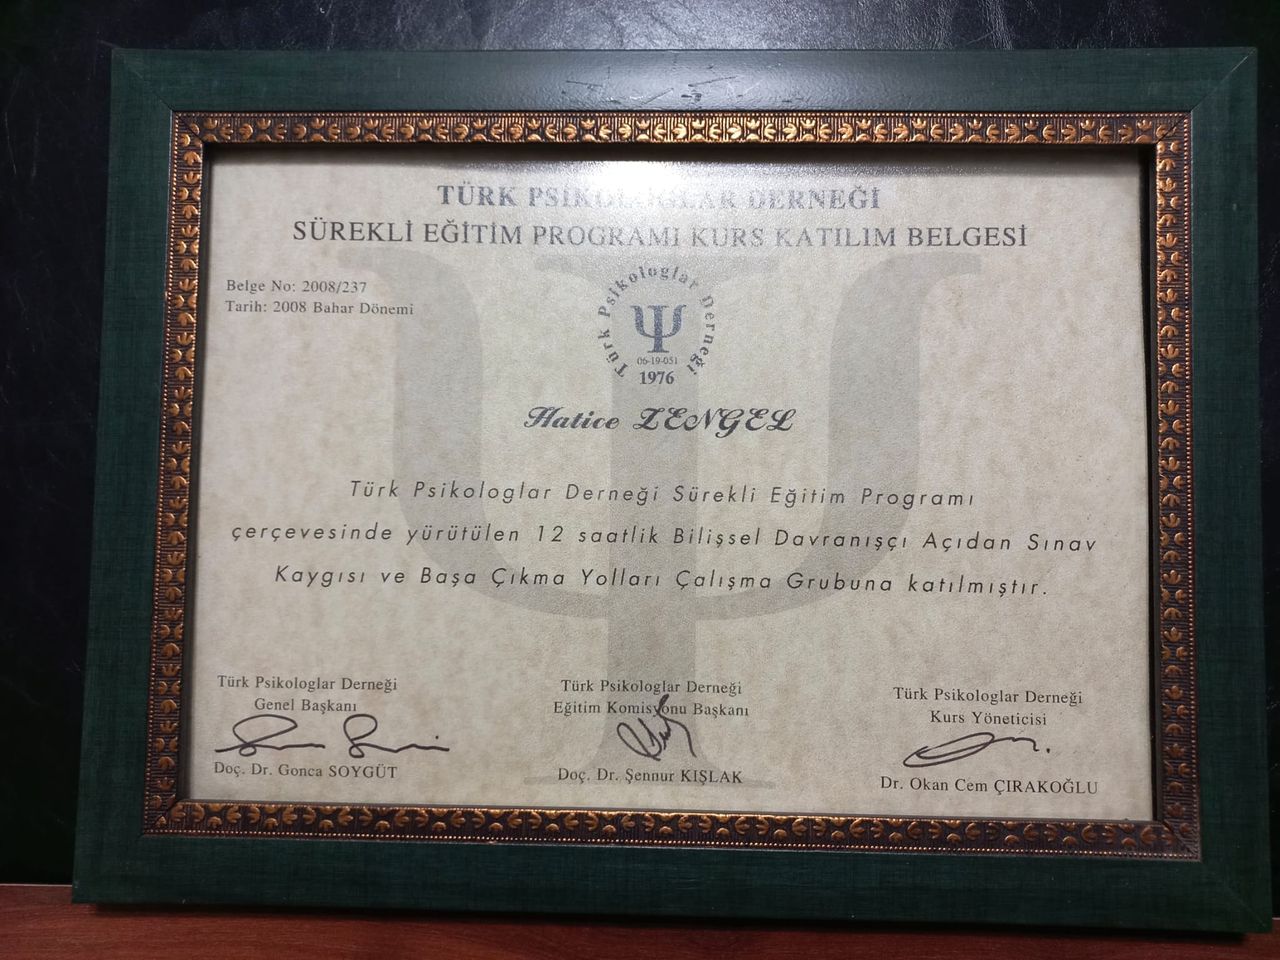 TÜRK PSİKOLOGLAR DERNEĞİ
SÜREKLİ EĞİTİM PROGRAMI KURS KATILIM BELGESİ
Belge No: 2008/237
Tarih: 2008 Bahar Dönemi
Türk Psikologlar Derneği
Ψ
06-19-051
1976
Hatice ZENGEL
Türk Psikologlar Derneği Sürekli Eğitim Programı
çerçevesinde yürütülen 12 saatlik Bilişsel Davranışçı Açıdan Sınav
Kaygısı ve Başa Çıkma Yolları Çalışma Grubuna katılmıştır.
Türk Psikologlar Derneği
Genel Başkanı
Doç. Dr. Gonca SOYGÜT
Türk Psikologlar Derneği
Eğitim Komisyonu Başkanı
Doç. Dr. Şennur KIŞLAK
Türk Psikologlar Derneği
Kurs Yöneticisi
Dr. Okan Cem ÇIRAKOĞLU